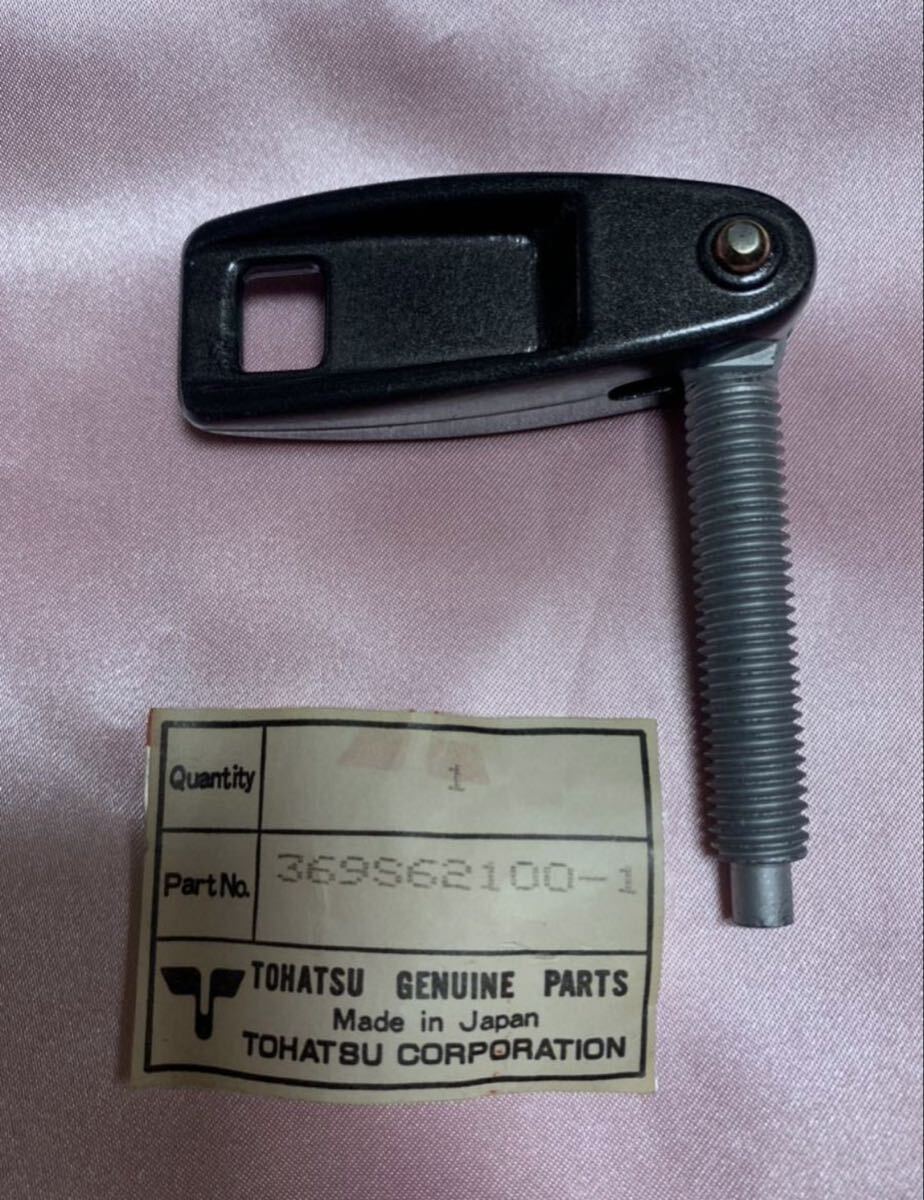 Quantity 1
Part No. 369S62100-1
TOHATSU GENUINE PARTS
Made in Japan
TOHATSU CORPORATION